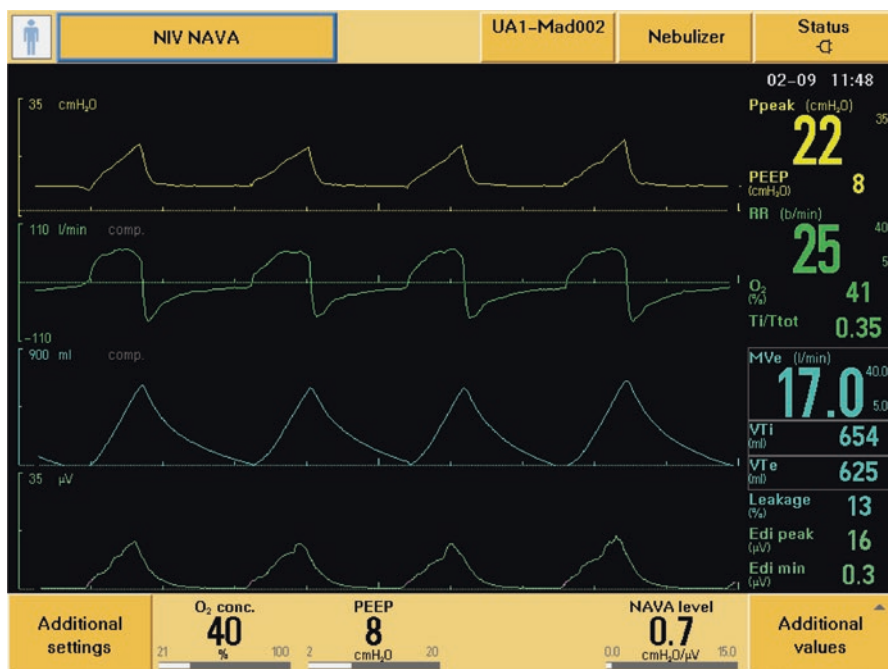 NIV NAVA
UA1-Mad002
Nebulizer
Status
02-09 11:48
35 cmH₂O
Ppeak (cmH₂O)
35
22
PEEP
(cmH₂O)
8
110 l/min comp.
-110
RR (b/min)
40
25
5
O₂
(%)
41
Ti/Ttot
0.35
900 ml comp.
MVe (l/min)
40.0
17.0
5.0
VTi
(ml)
654
VTe
(ml)
625
35 µV
Leakage
(%)
13
Edi peak
(µV)
16
Edi min
(µV)
0.3
Additional
settings
O₂ conc.
40
21 % 100
PEEP
8
2 cmH₂O 20
NAVA level
0.7
0.0 cmH₂O/µV 15.0
Additional
values